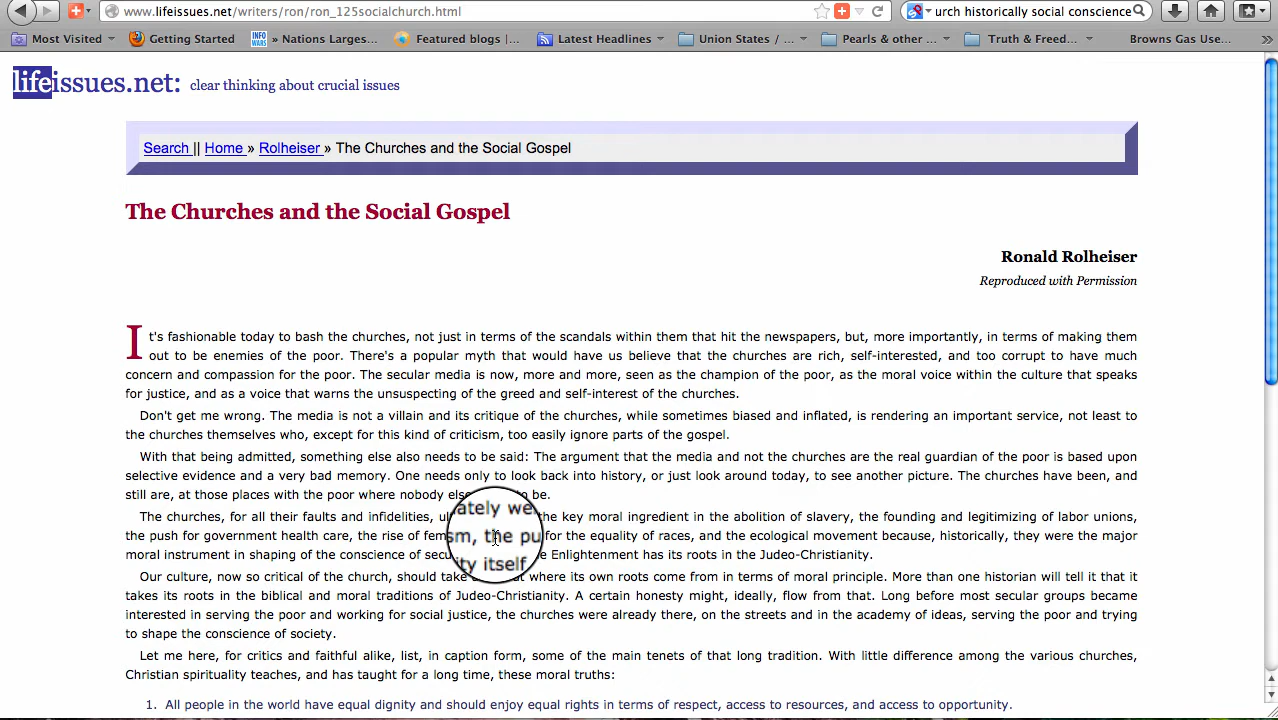 www.lifeissues.net/writers/ron/ron_125socialchurch.html urch historically social conscience
Most Visited Getting Started INFO WARS » Nations Larges... Featured blogs |... Latest Headlines Union States / ... Pearls & other ... Truth & Freed... Browns Gas Use... »
lifeissues.net: clear thinking about crucial issues
Search || Home » Rolheiser » The Churches and the Social Gospel
The Churches and the Social Gospel
Ronald Rolheiser
Reproduced with Permission
It's fashionable today to bash the churches, not just in terms of the scandals within them that hit the newspapers, but, more importantly, in terms of making them
out to be enemies of the poor. There's a popular myth that would have us believe that the churches are rich, self-interested, and too corrupt to have much
concern and compassion for the poor. The secular media is now, more and more, seen as the champion of the poor, as the moral voice within the culture that speaks
for justice, and as a voice that warns the unsuspecting of the greed and self-interest of the churches.
Don't get me wrong. The media is not a villain and its critique of the churches, while sometimes biased and inflated, is rendering an important service, not least to
the churches themselves who, except for this kind of criticism, too easily ignore parts of the gospel.
With that being admitted, something else also needs to be said: The argument that the media and not the churches are the real guardian of the poor is based upon
selective evidence and a very bad memory. One needs only to look back into history, or just look around today, to see another picture. The churches have been, and
still are, at those places with the poor where nobody else be.
The churches, for all their faults and infidelities, ul ately we the key moral ingredient in the abolition of slavery, the founding and legitimizing of labor unions,
the push for government health care, the rise of fem sm, the pu for the equality of races, and the ecological movement because, historically, they were the major
moral instrument in shaping of the conscience of secu ity itself Enlightenment has its roots in the Judeo-Christianity.
Our culture, now so critical of the church, should take where its own roots come from in terms of moral principle. More than one historian will tell it that it
takes its roots in the biblical and moral traditions of Judeo-Christianity. A certain honesty might, ideally, flow from that. Long before most secular groups became
interested in serving the poor and working for social justice, the churches were already there, on the streets and in the academy of ideas, serving the poor and trying
to shape the conscience of society.
Let me here, for critics and faithful alike, list, in caption form, some of the main tenets of that long tradition. With little difference among the various churches,
Christian spirituality teaches, and has taught for a long time, these moral truths:
1. All people in the world have equal dignity and should enjoy equal rights in terms of respect, access to resources, and access to opportunity.